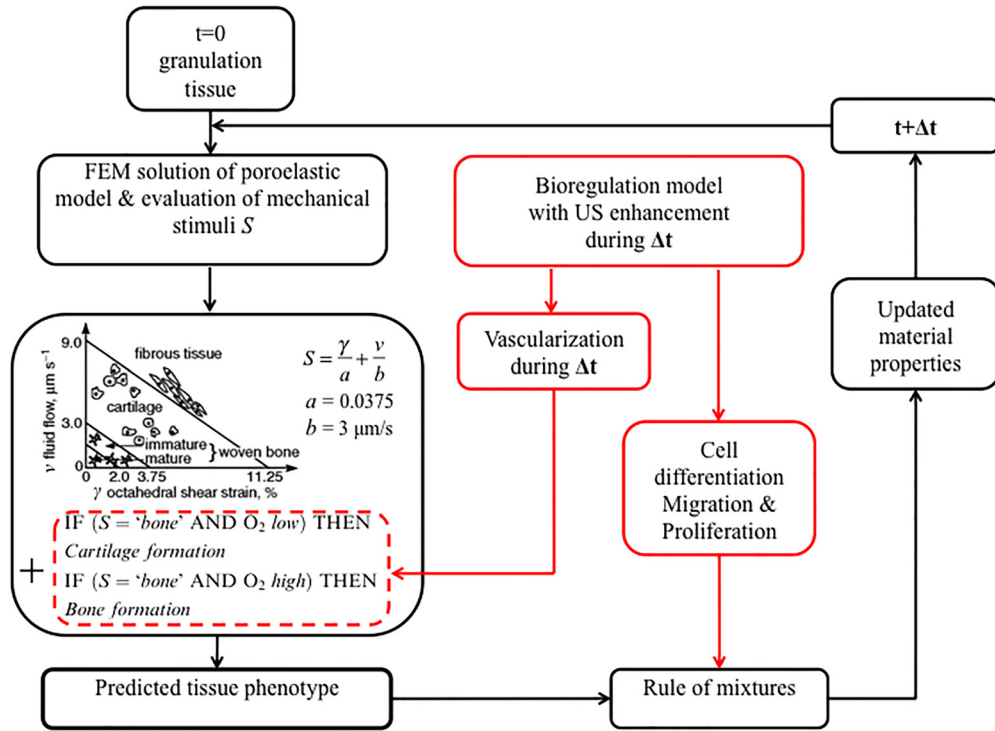 t=0
granulation
tissue
t+Δt
FEM solution of poroelastic
model & evaluation of mechanical
stimuli S
Bioregulation model
with US enhancement
during Δt
Vascularization
during Δt
Updated
material
properties
Cell
differentiation
Migration &
Proliferation
ν fluid flow, μm s⁻¹
9.0
3.0
0
fibrous tissue
cartilage
immature
mature
} woven bone
0 2.0 3.75 11.25
γ octahedral shear strain, %
S = γ/a + v/b
a = 0.0375
b = 3 μm/s
+
IF (S = ‘bone’ AND O₂ low) THEN
Cartilage formation
IF (S = ‘bone’ AND O₂ high) THEN
Bone formation
Predicted tissue phenotype
Rule of mixtures